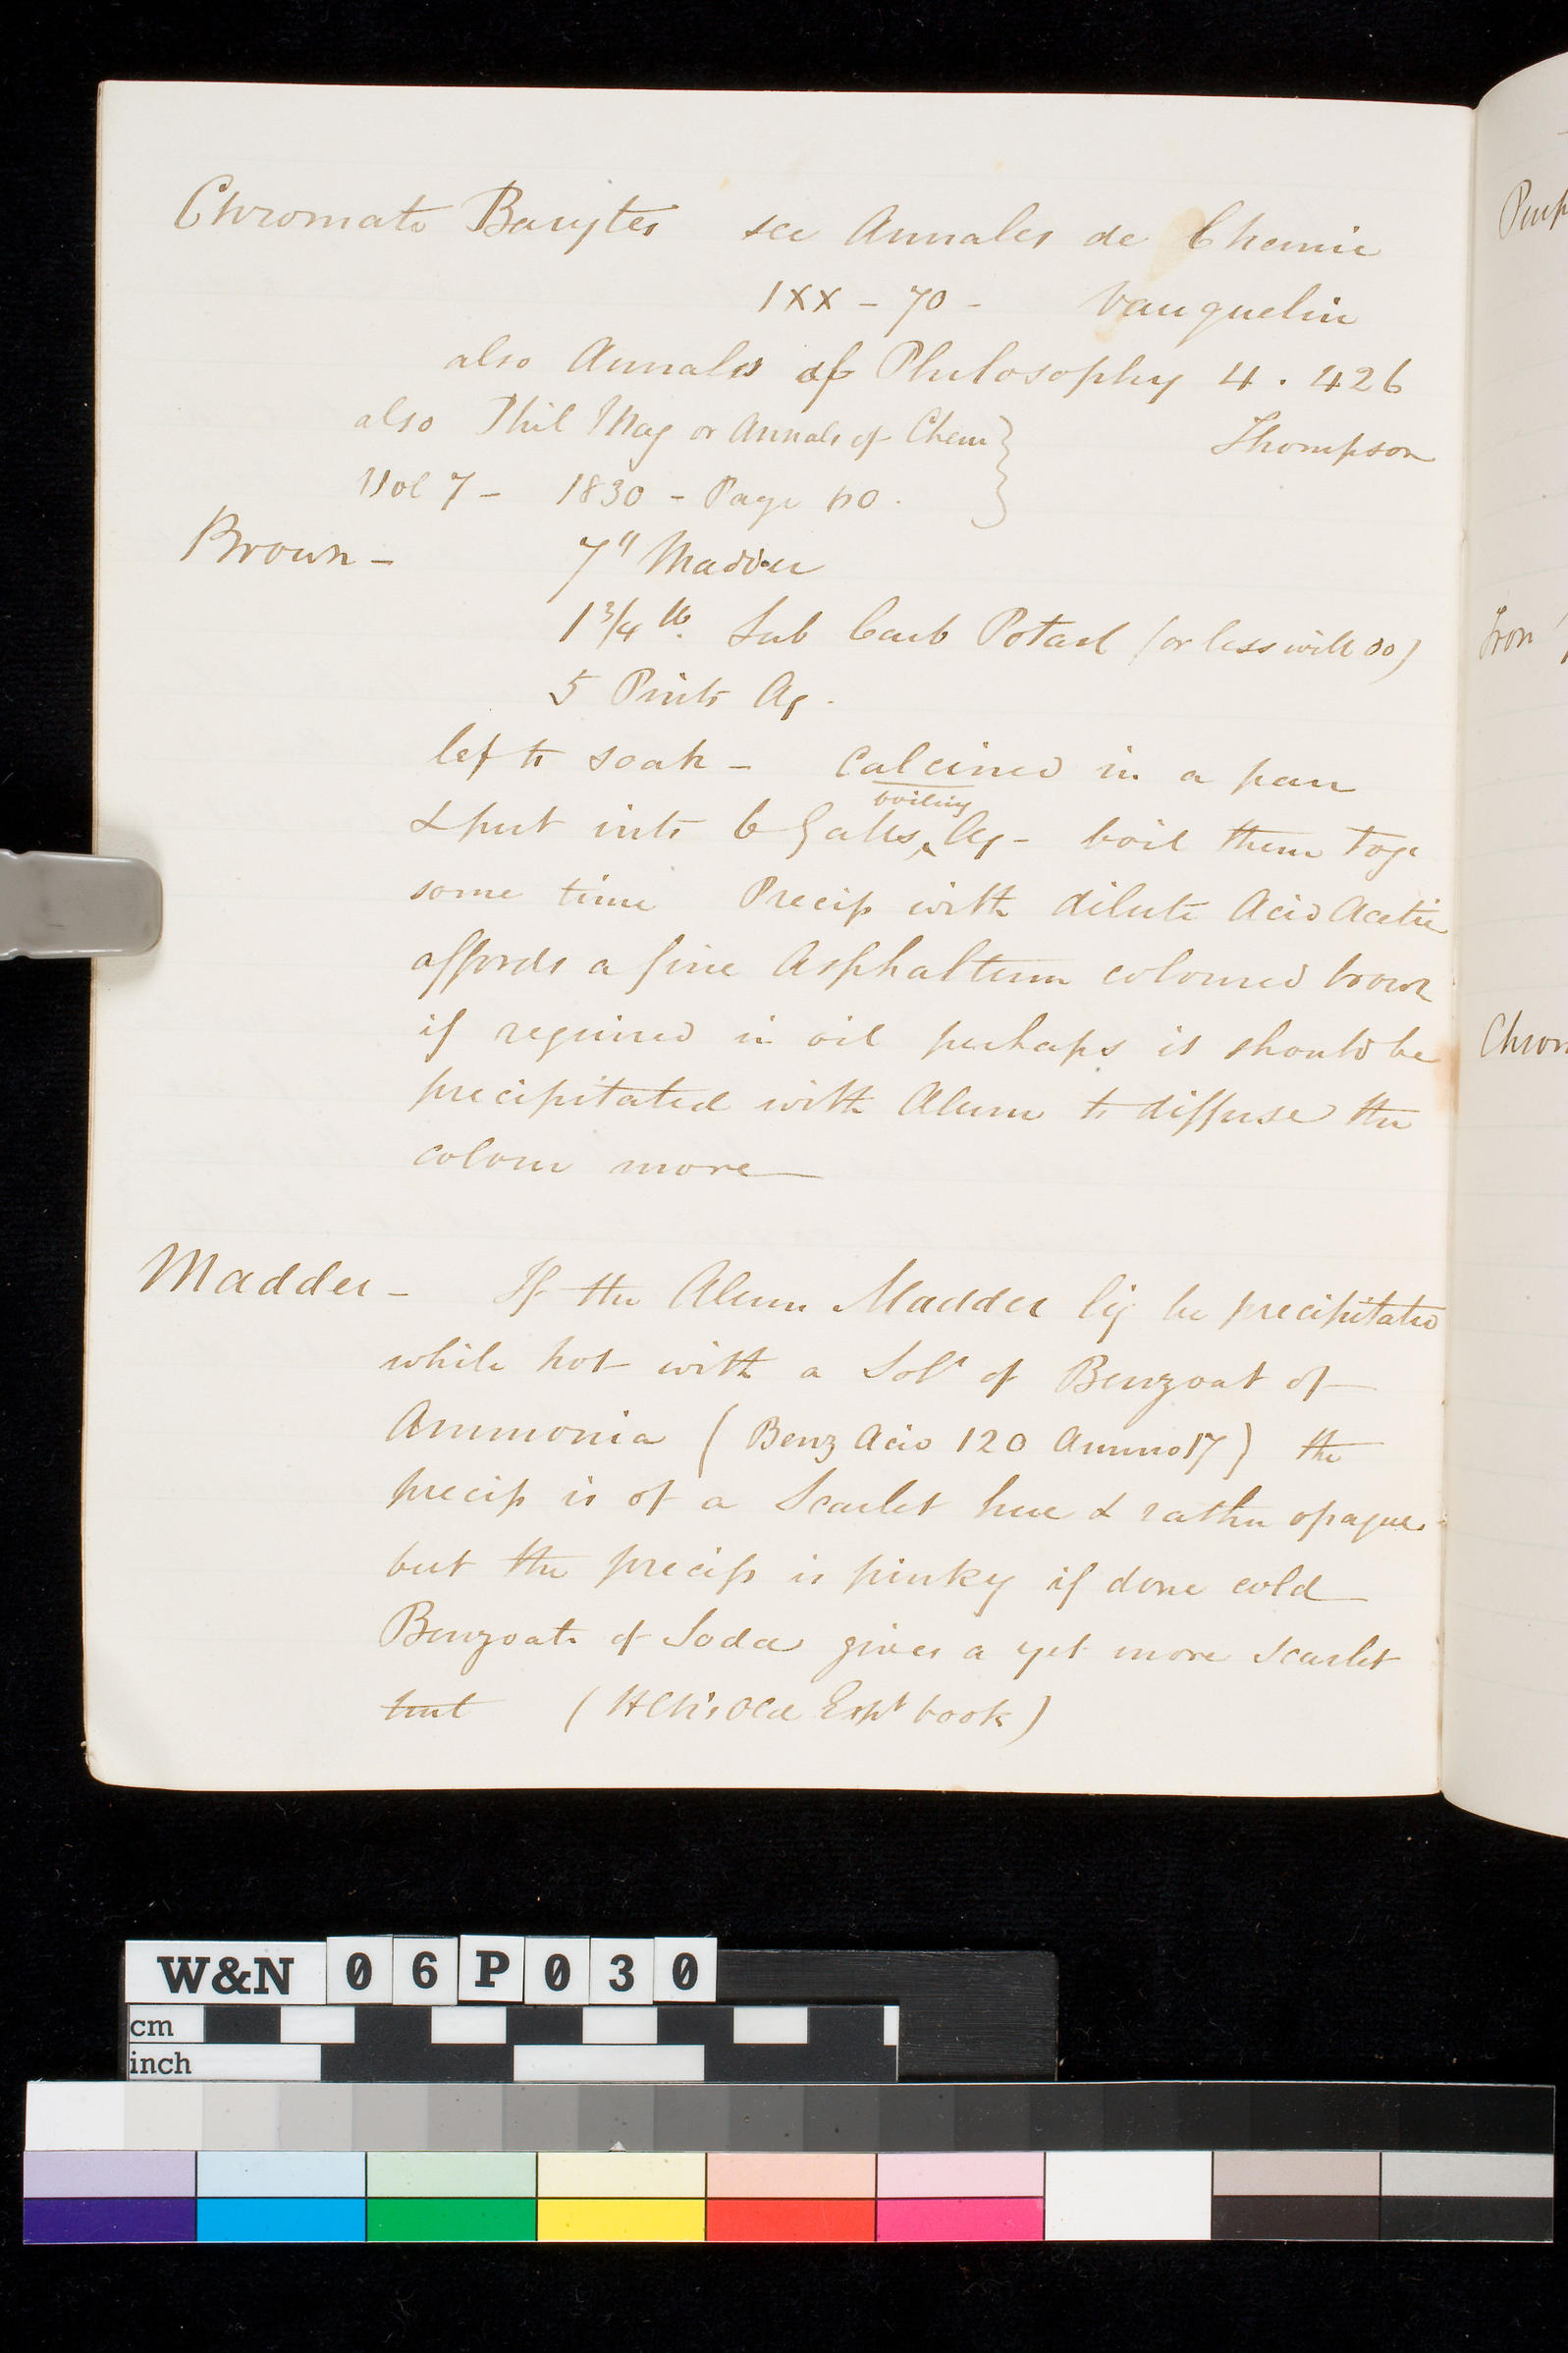 Chromate Barytes see Annales de Chemie
1XX - 70 - Vauquelin
also Annals of Philosophy 4 . 426
Thompson
also Phil Mag or Annals of Chem }
Vol 7 - 1830 - Page
Brown - 7" Madder
1 3/4 lb. Sub Carb Potash (or less will do)
5 Pints Aq.
left to soak - Calcined in a pan
& put into 6 Galls boiling Aq - boil them toge
some time Precip with dilute Acid Acetic
affords a fine Asphaltum coloured brown
if required in oil perhaps it should be
precipitated with Alum to diffuse the
colour more
Madder - If the Alum Madder liq be precipitated
while hot with a Soln of Benzoat of
Ammonia (Benz Acid 120 Ammo 17) the
precip is of a Scarlet hue & rather opaque
but the precip is pinky if done cold
Benzoate of Soda gives a yet more scarlet
tint ( Old Expt book)
Purp
Iron
Chrom
W&N 06P030
cm
inch